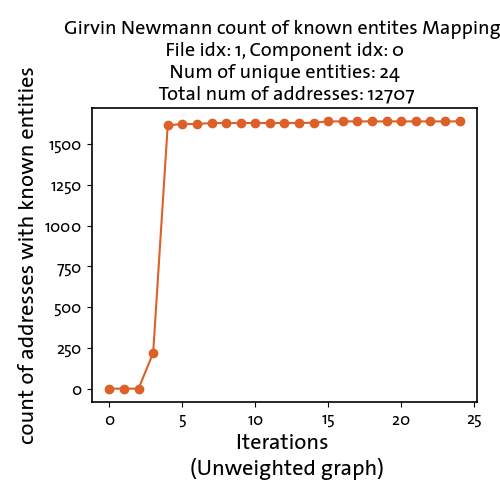 Girvin Newmann count of known entites Mapping
File idx: 1, Component idx: 0
Num of unique entities: 24
Total num of addresses: 12707
count of addresses with known entities
1500
1250
1000
750
500
250
0
0 5 10 15 20 25
Iterations
(Unweighted graph)